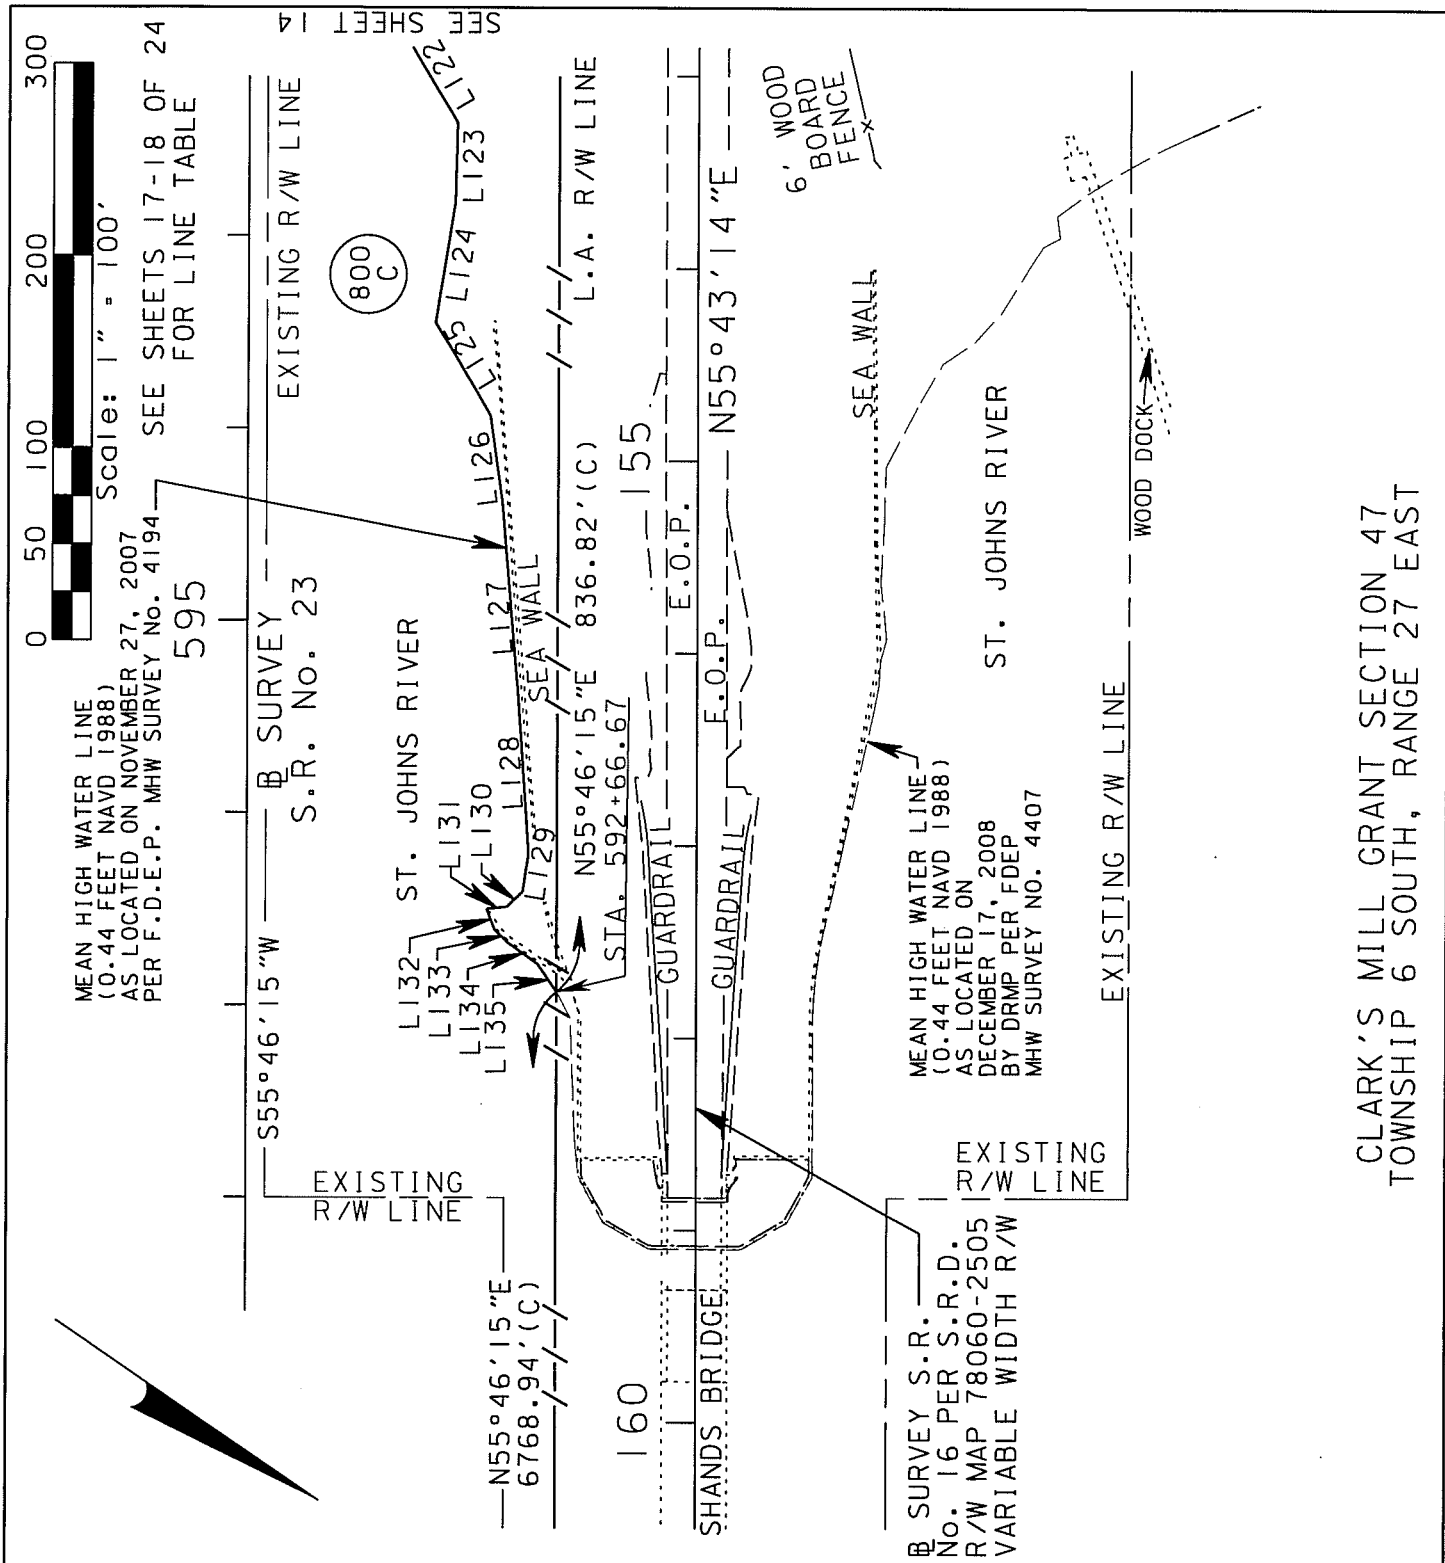 SEE SHEET 14
0 50 100 200 300
Scale: 1" = 100'
MEAN HIGH WATER LINE
(0.44 FEET NAVD 1988)
AS LOCATED ON NOVEMBER 27, 2007
PER F.D.E.P. MHW SURVEY No. 4194
SEE SHEETS 17-18 OF 24
FOR LINE TABLE
595
S55°46'15"W
B SURVEY
S.R. No. 23
EXISTING R/W LINE
800
C
L122
L123
L124
L125
L126
L127
L128
L129
L130
L131
L132
L133
L134
L135
ST. JOHNS RIVER
SEA WALL
EXISTING
R/W LINE
N55°46'15"E
6768.94'(C)
N55°46'15"E 836.82'(C)
L.A. R/W LINE
STA. 592+66.67
155
E.O.P.
GUARDRAIL
160
SHANDS BRIDGE
GUARDRAIL
E.O.P.
N55°43'14"E
6' WOOD
BOARD
FENCE
SEA WALL
MEAN HIGH WATER LINE
(0.44 FEET NAVD 1988)
AS LOCATED ON
DECEMBER 17, 2008
BY DRMP PER FDEP
MHW SURVEY NO. 4407
ST. JOHNS RIVER
WOOD DOCK
EXISTING
R/W LINE
EXISTING R/W LINE
B SURVEY S.R.
No. 16 PER S.R.D.
R/W MAP 78060-2505
VARIABLE WIDTH R/W
CLARK'S MILL GRANT SECTION 47
TOWNSHIP 6 SOUTH, RANGE 27 EAST